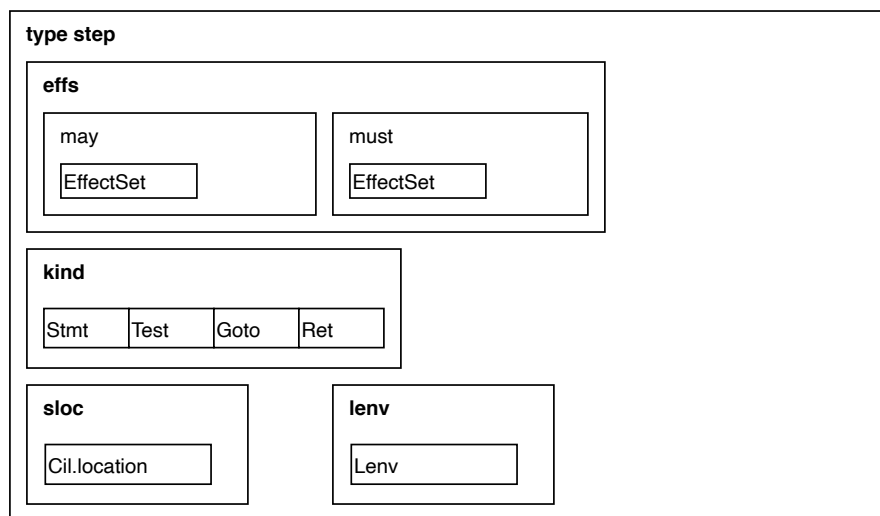 type step
effs
may must
EffectSet EffectSet
kind
Stmt Test Goto Ret
sloc lenv
Cil.location Lenv